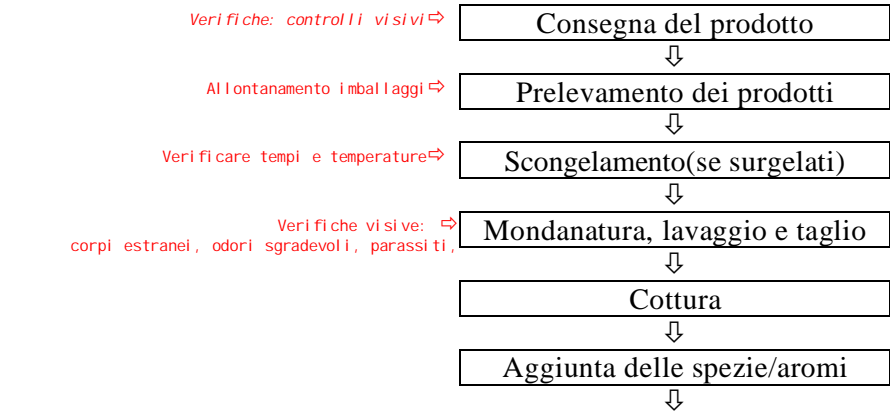 Verifiche: controlli visivi⇨ Consegna del prodotto
⇩
Allontanamento imballaggi⇨ Prelevamento dei prodotti
⇩
Verificare tempi e temperature⇨ Scongelamento(se surgelati)
⇩
Verifiche visive: ⇨ Mondanatura, lavaggio e taglio
corpi estranei, odori sgradevoli, parassiti,
⇩
Cottura
⇩
Aggiunta delle spezie/aromi
⇩